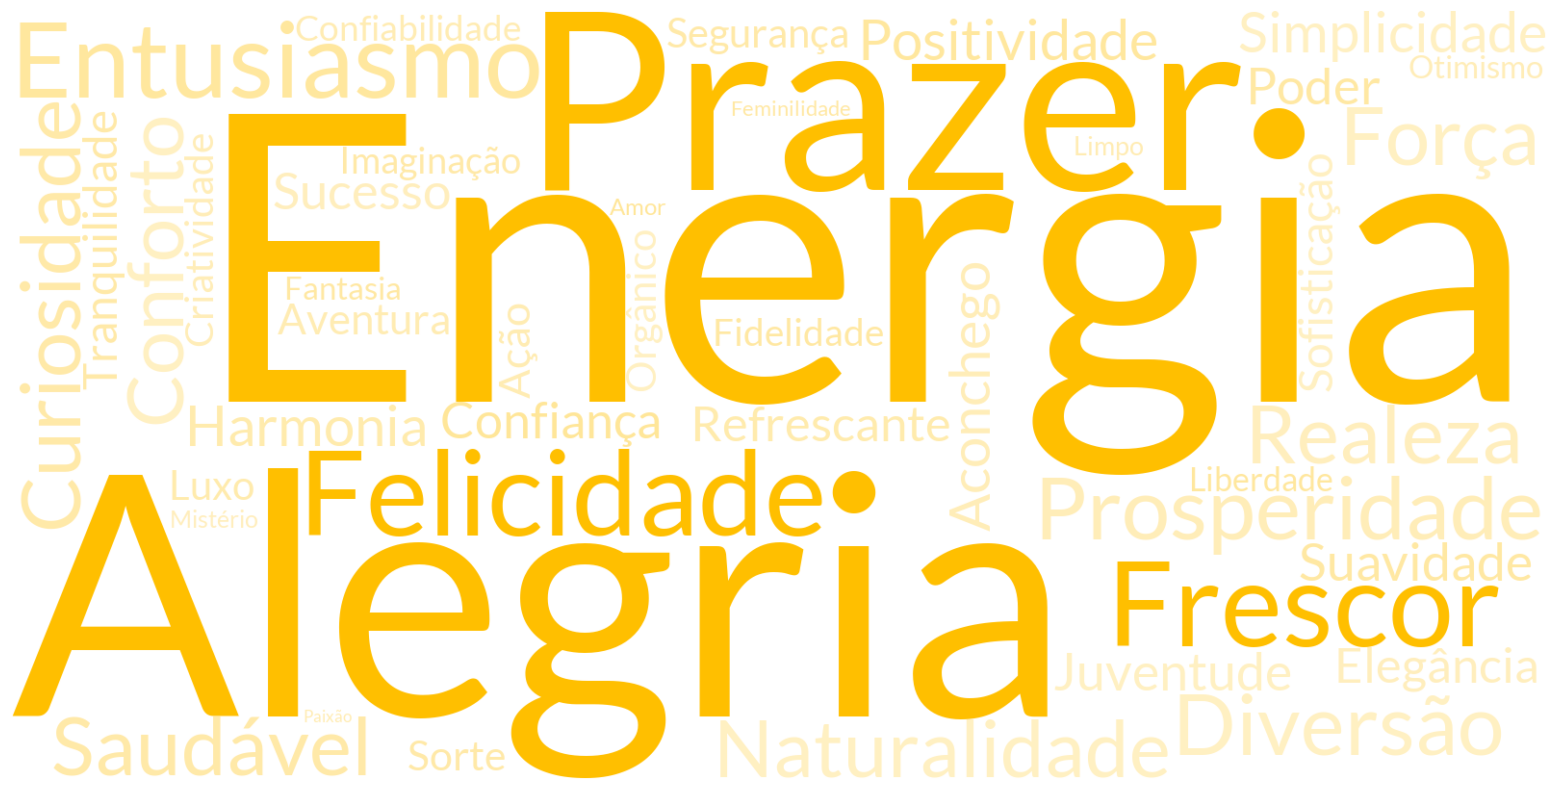 Entusiasmo
Confiabilidade
Prazer
Segurança
Positividade
Simplicidade
Otimismo
Poder
Força
Feminilidade
Limpo
Curiosidade
Tranquilidade
Conforto
Criatividade
Imaginação
Sucesso
Energia
Amor
Orgânico
Fantasia
Aventura
Ação
Fidelidade
Aconchego
Sofisticação
Harmonia
Confiança
Refrescante
Realeza
Luxo
Mistério
Felicidade
Liberdade
Prosperidade
Alegria
Suavidade
Frescor
Juventude
Elegância
Saudável
Paixão
Sorte
Naturalidade
Diversão